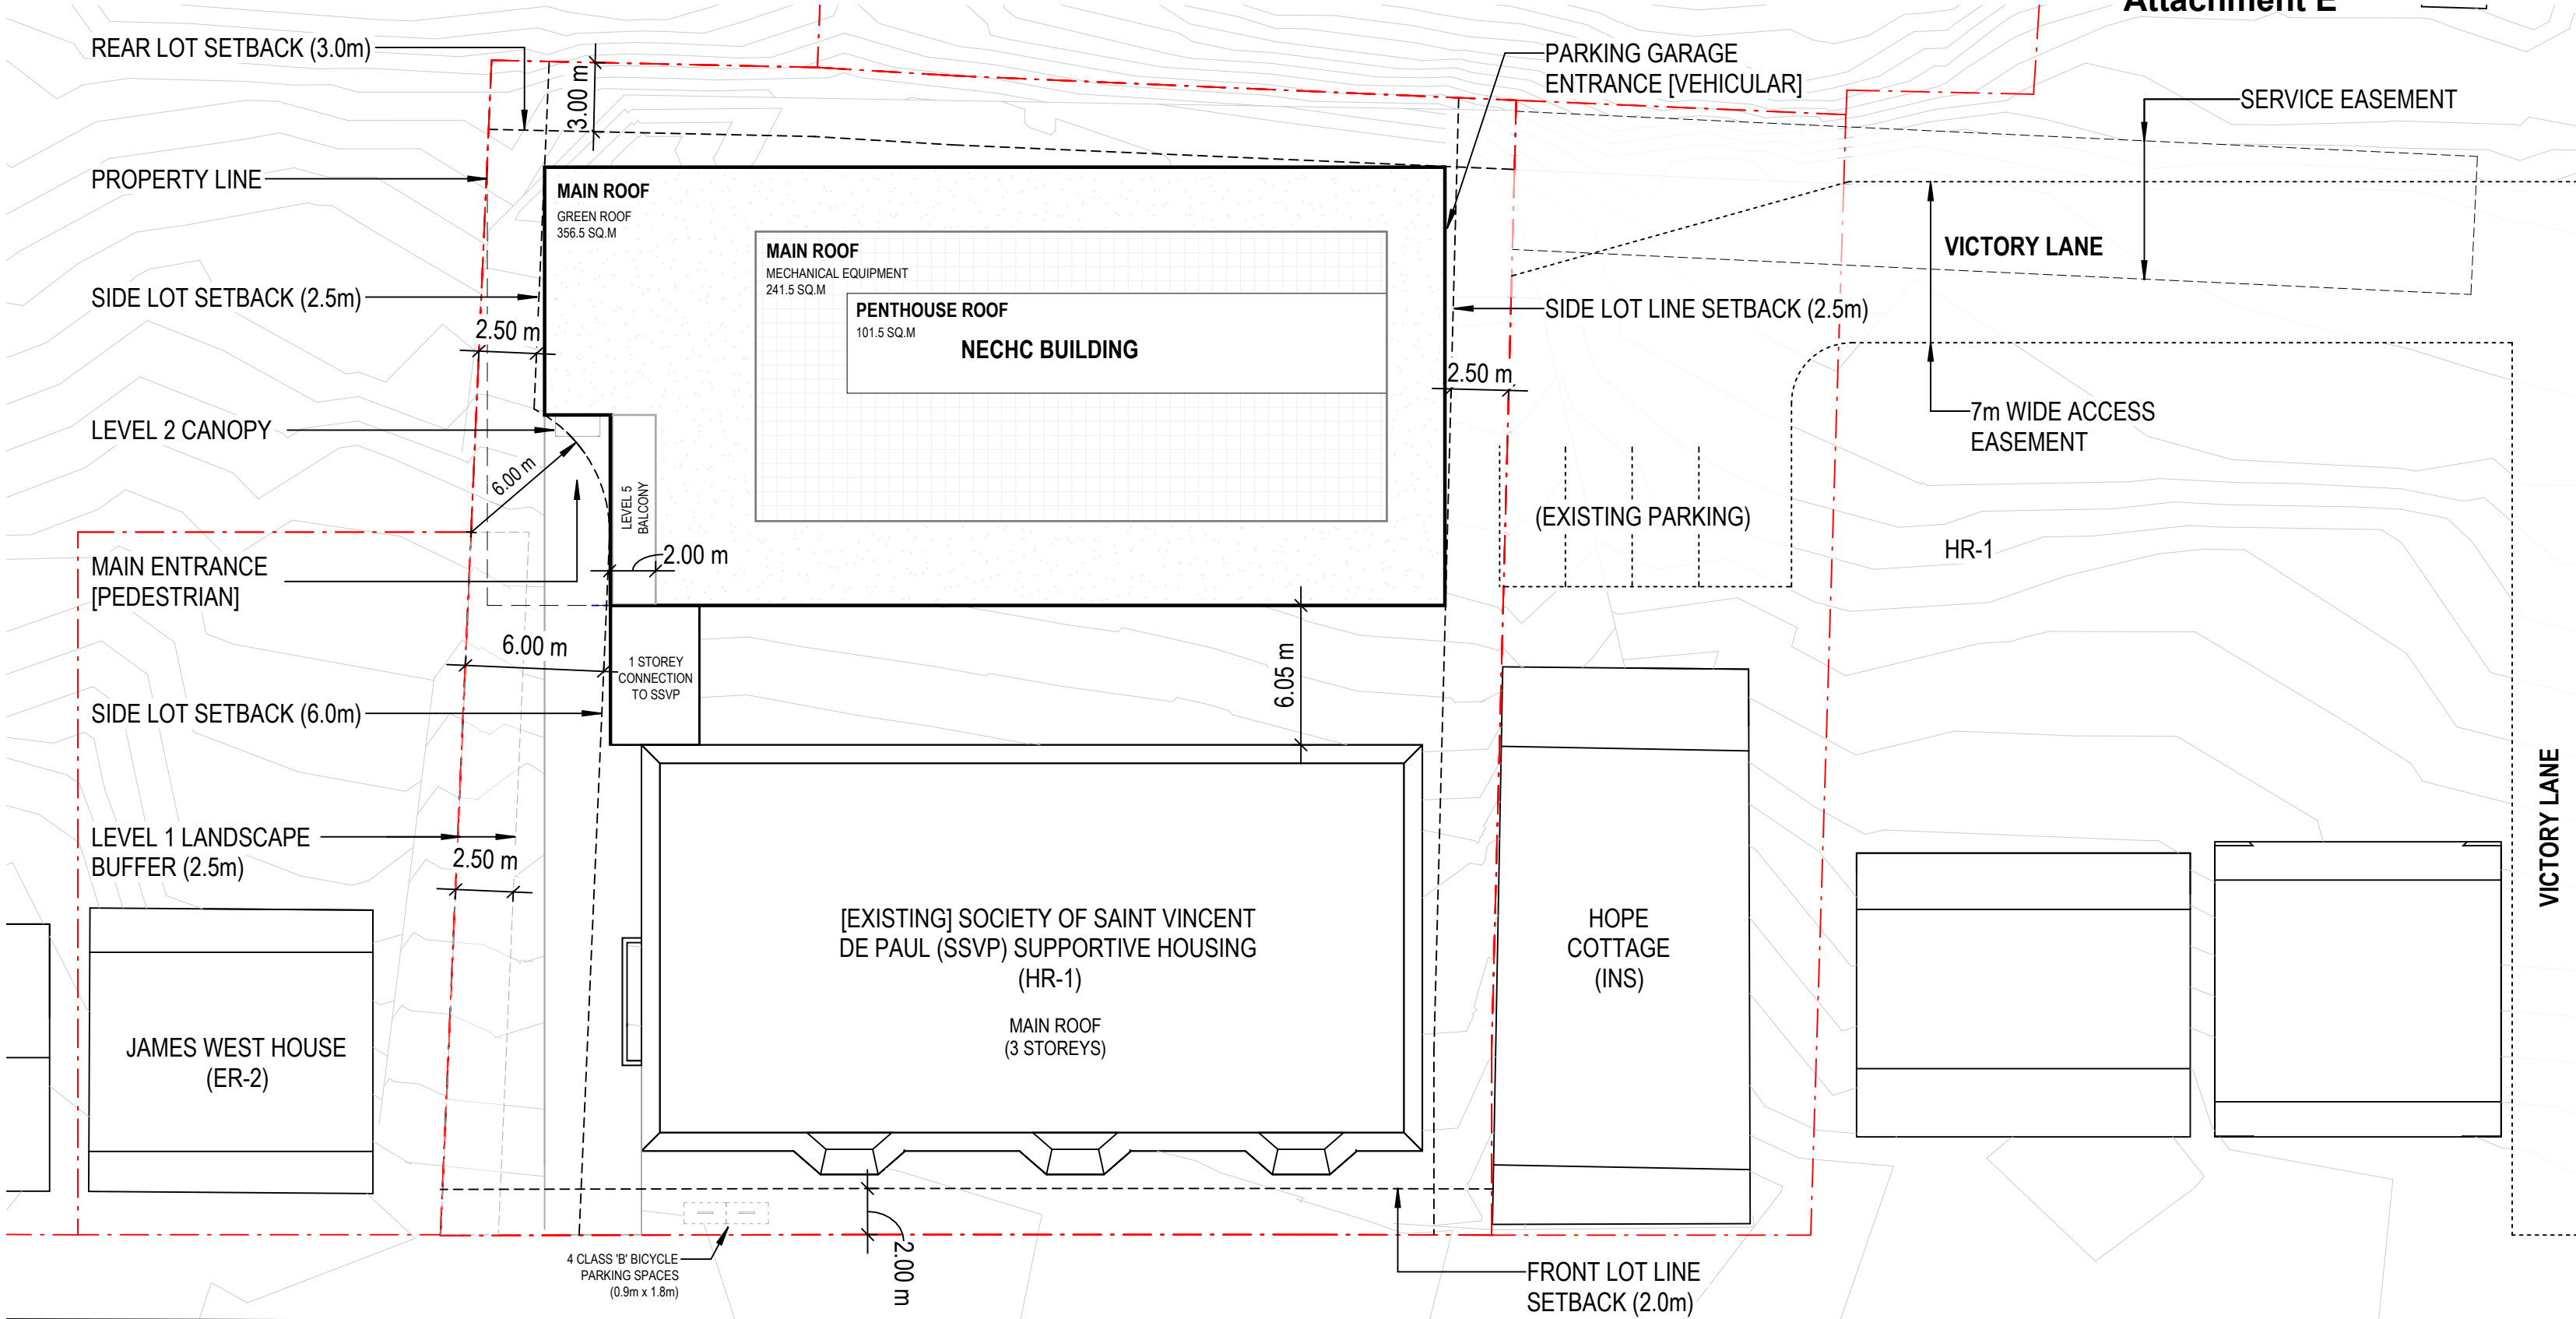 Attachment E
REAR LOT SETBACK (3.0m)
3.00 m
PARKING GARAGE
ENTRANCE [VEHICULAR]
SERVICE EASEMENT
PROPERTY LINE
MAIN ROOF
GREEN ROOF
356.5 SQ.M
MAIN ROOF
MECHANICAL EQUIPMENT
241.5 SQ.M
VICTORY LANE
SIDE LOT SETBACK (2.5m)
PENTHOUSE ROOF
101.5 SQ.M
NECHC BUILDING
SIDE LOT LINE SETBACK (2.5m)
2.50 m
2.50 m
LEVEL 2 CANOPY
7m WIDE ACCESS
EASEMENT
6.00 m
LEVEL 5
BALCONY
(EXISTING PARKING)
HR-1
MAIN ENTRANCE
[PEDESTRIAN]
2.00 m
6.00 m
1 STOREY
CONNECTION
TO SSVP
6.05 m
SIDE LOT SETBACK (6.0m)
VICTORY LANE
LEVEL 1 LANDSCAPE
BUFFER (2.5m)
2.50 m
[EXISTING] SOCIETY OF SAINT VINCENT
DE PAUL (SSVP) SUPPORTIVE HOUSING
(HR-1)
MAIN ROOF
(3 STOREYS)
HOPE
COTTAGE
(INS)
JAMES WEST HOUSE
(ER-2)
4 CLASS 'B' BICYCLE
PARKING SPACES
(0.9m x 1.8m)
2.00 m
FRONT LOT LINE
SETBACK (2.0m)